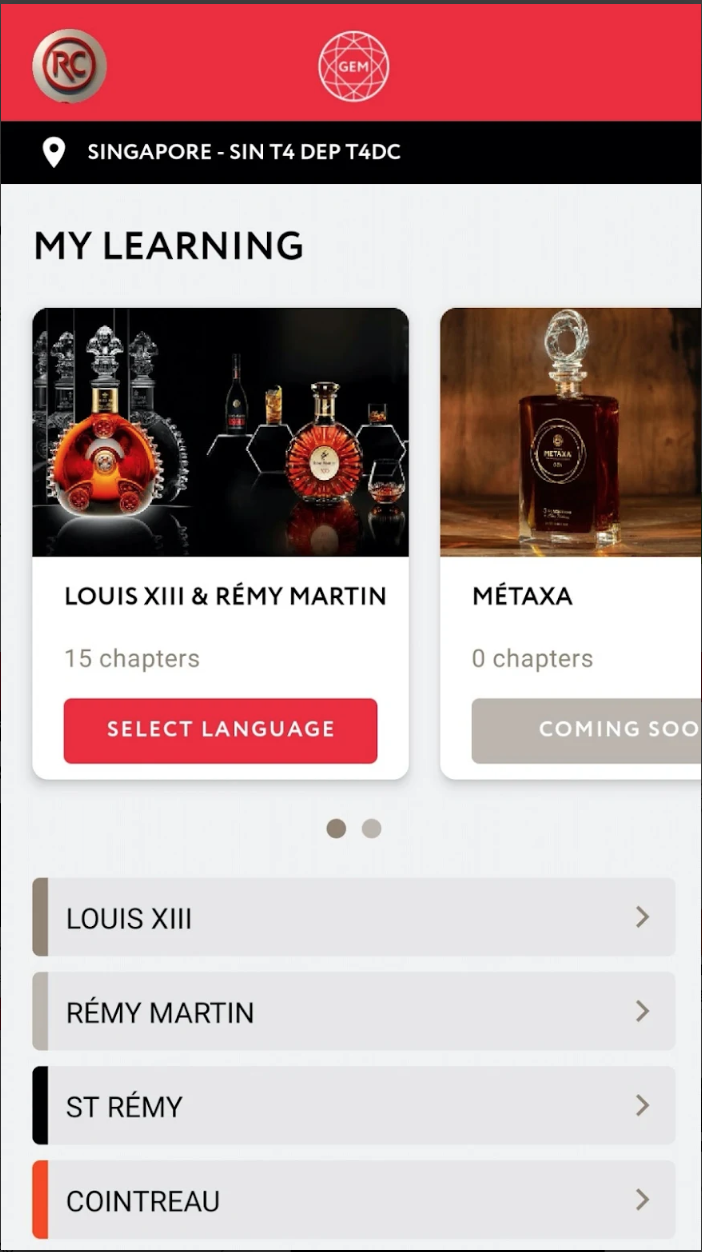 RC
GEM
SINGAPORE - SIN T4 DEP T4DC
MY LEARNING
METAXA
LOUIS XIII & RÉMY MARTIN
MÉTAXA
15 chapters
0 chapters
SELECT LANGUAGE
COMING SOO
LOUIS XIII
RÉMY MARTIN
ST RÉMY
COINTREAU